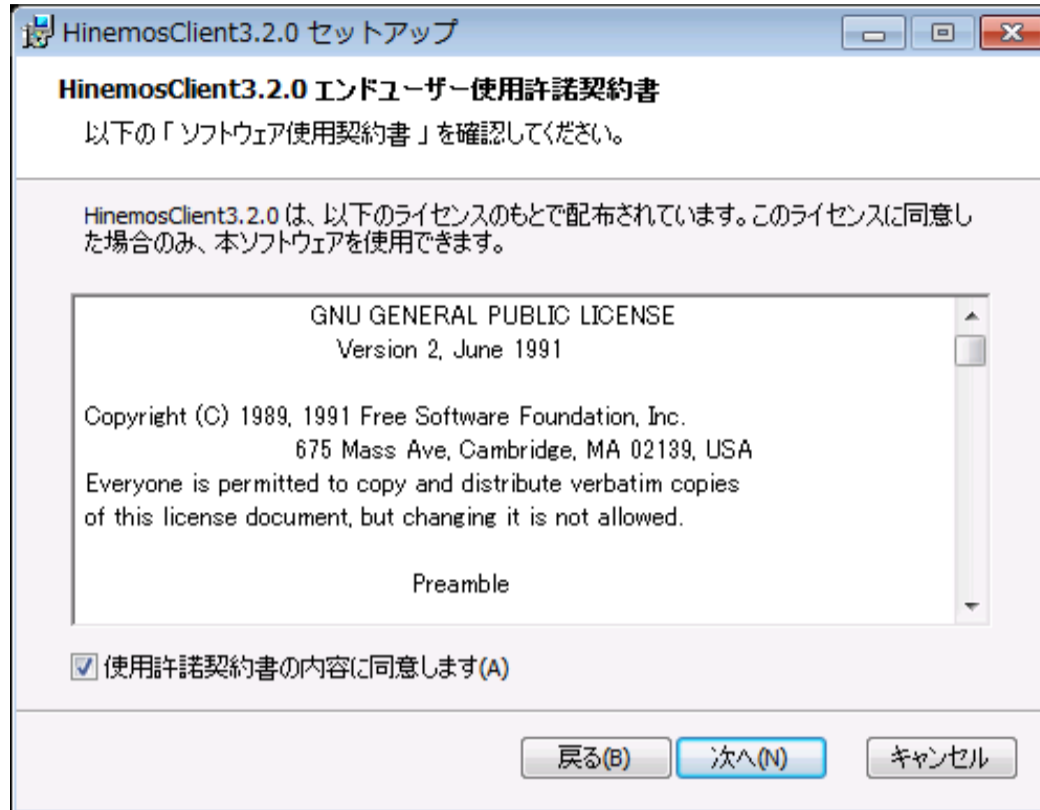 HinemosClient3.2.0 セットアップ
HinemosClient3.2.0 エンドユーザー使用許諾契約書
以下の「 ソフトウェア使用契約書 」を確認してください。
HinemosClient3.2.0 は、以下のライセンスのもとで配布されています。このライセンスに同意し
た場合のみ、本ソフトウェアを使用できます。
GNU GENERAL PUBLIC LICENSE
Version 2, June 1991
Copyright (C) 1989, 1991 Free Software Foundation, Inc.
675 Mass Ave, Cambridge, MA 02139, USA
Everyone is permitted to copy and distribute verbatim copies
of this license document, but changing it is not allowed.
Preamble
使用許諾契約書の内容に同意します(A)
戻る(B) 次へ(N) キャンセル